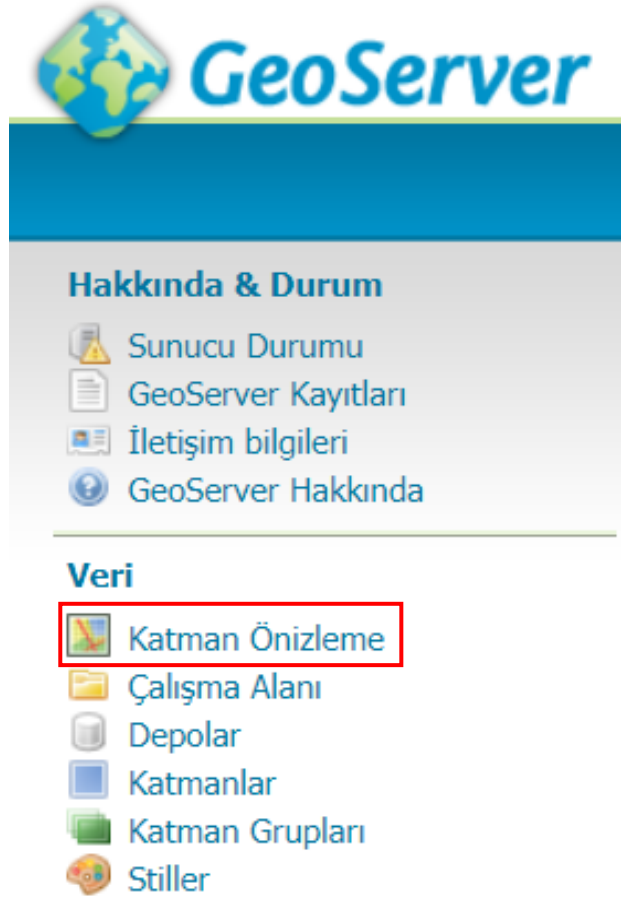 GeoServer
Hakkında & Durum
Sunucu Durumu
GeoServer Kayıtları
İletişim bilgileri
GeoServer Hakkında
Veri
Katman Önizleme
Çalışma Alanı
Depolar
Katmanlar
Katman Grupları
Stiller